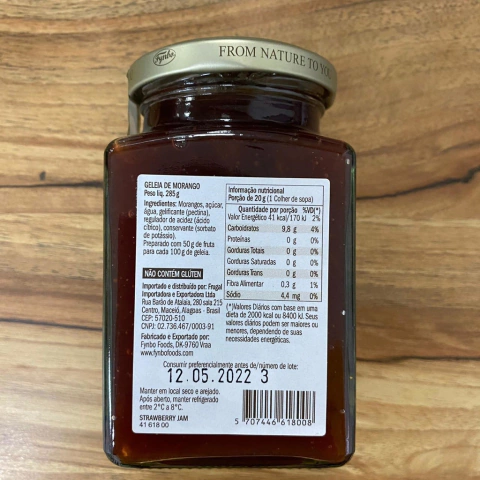 Fynbo
FROM NATURE TO YOU
GELEIA DE MORANGO
Peso liq. 285g
Ingredientes: Morangos, açúcar,
água, gelificante (pectina),
regulador de acidez (ácido
cítrico), conservante (sorbato
de potássio).
Preparado com 50 g de fruta
para cada 100 g de geleia.
NÃO CONTÉM GLÚTEN
Importado e distribuído por: Frugal
Importadora e Exportadora Ltda
Rua Barão de Atalaia, 280 sala 215
Centro, Maceió, Alagoas - Brasil
CEP: 57020-510
CNPJ: 02.736.467/0003-91
Fabricado e Exportado por:
Fynbo Foods, DK-9760 Vraa
www.fynbofoods.com
Informação nutricional
Porção de 20 g (1 Colher de sopa)
Quantidade por porção %VD(*)
Valor Energético 41 kcal/170 kJ 2%
Carboidratos 9,8 g 4%
Proteínas 0 g 0%
Gorduras Totais 0 g 0%
Gorduras Saturadas 0 g 0%
Gorduras Trans 0 g 0%
Fibra Alimentar 0,3 g 1%
Sódio 4,4 mg 0%
(*)Valores Diários com base em uma
dieta de 2000 kcal ou 8400 kJ. Seus
valores diários podem ser maiores ou
menores, dependendo de suas
necessidades energéticas.
Consumir preferencialmente antes de/número de lote:
12.05.2022 3
Manter em local seco e arejado.
Após aberto, manter refrigerado
entre 2°C a 8°C.
STRAWBERRY JAM
41 618 00
5 707446 618008